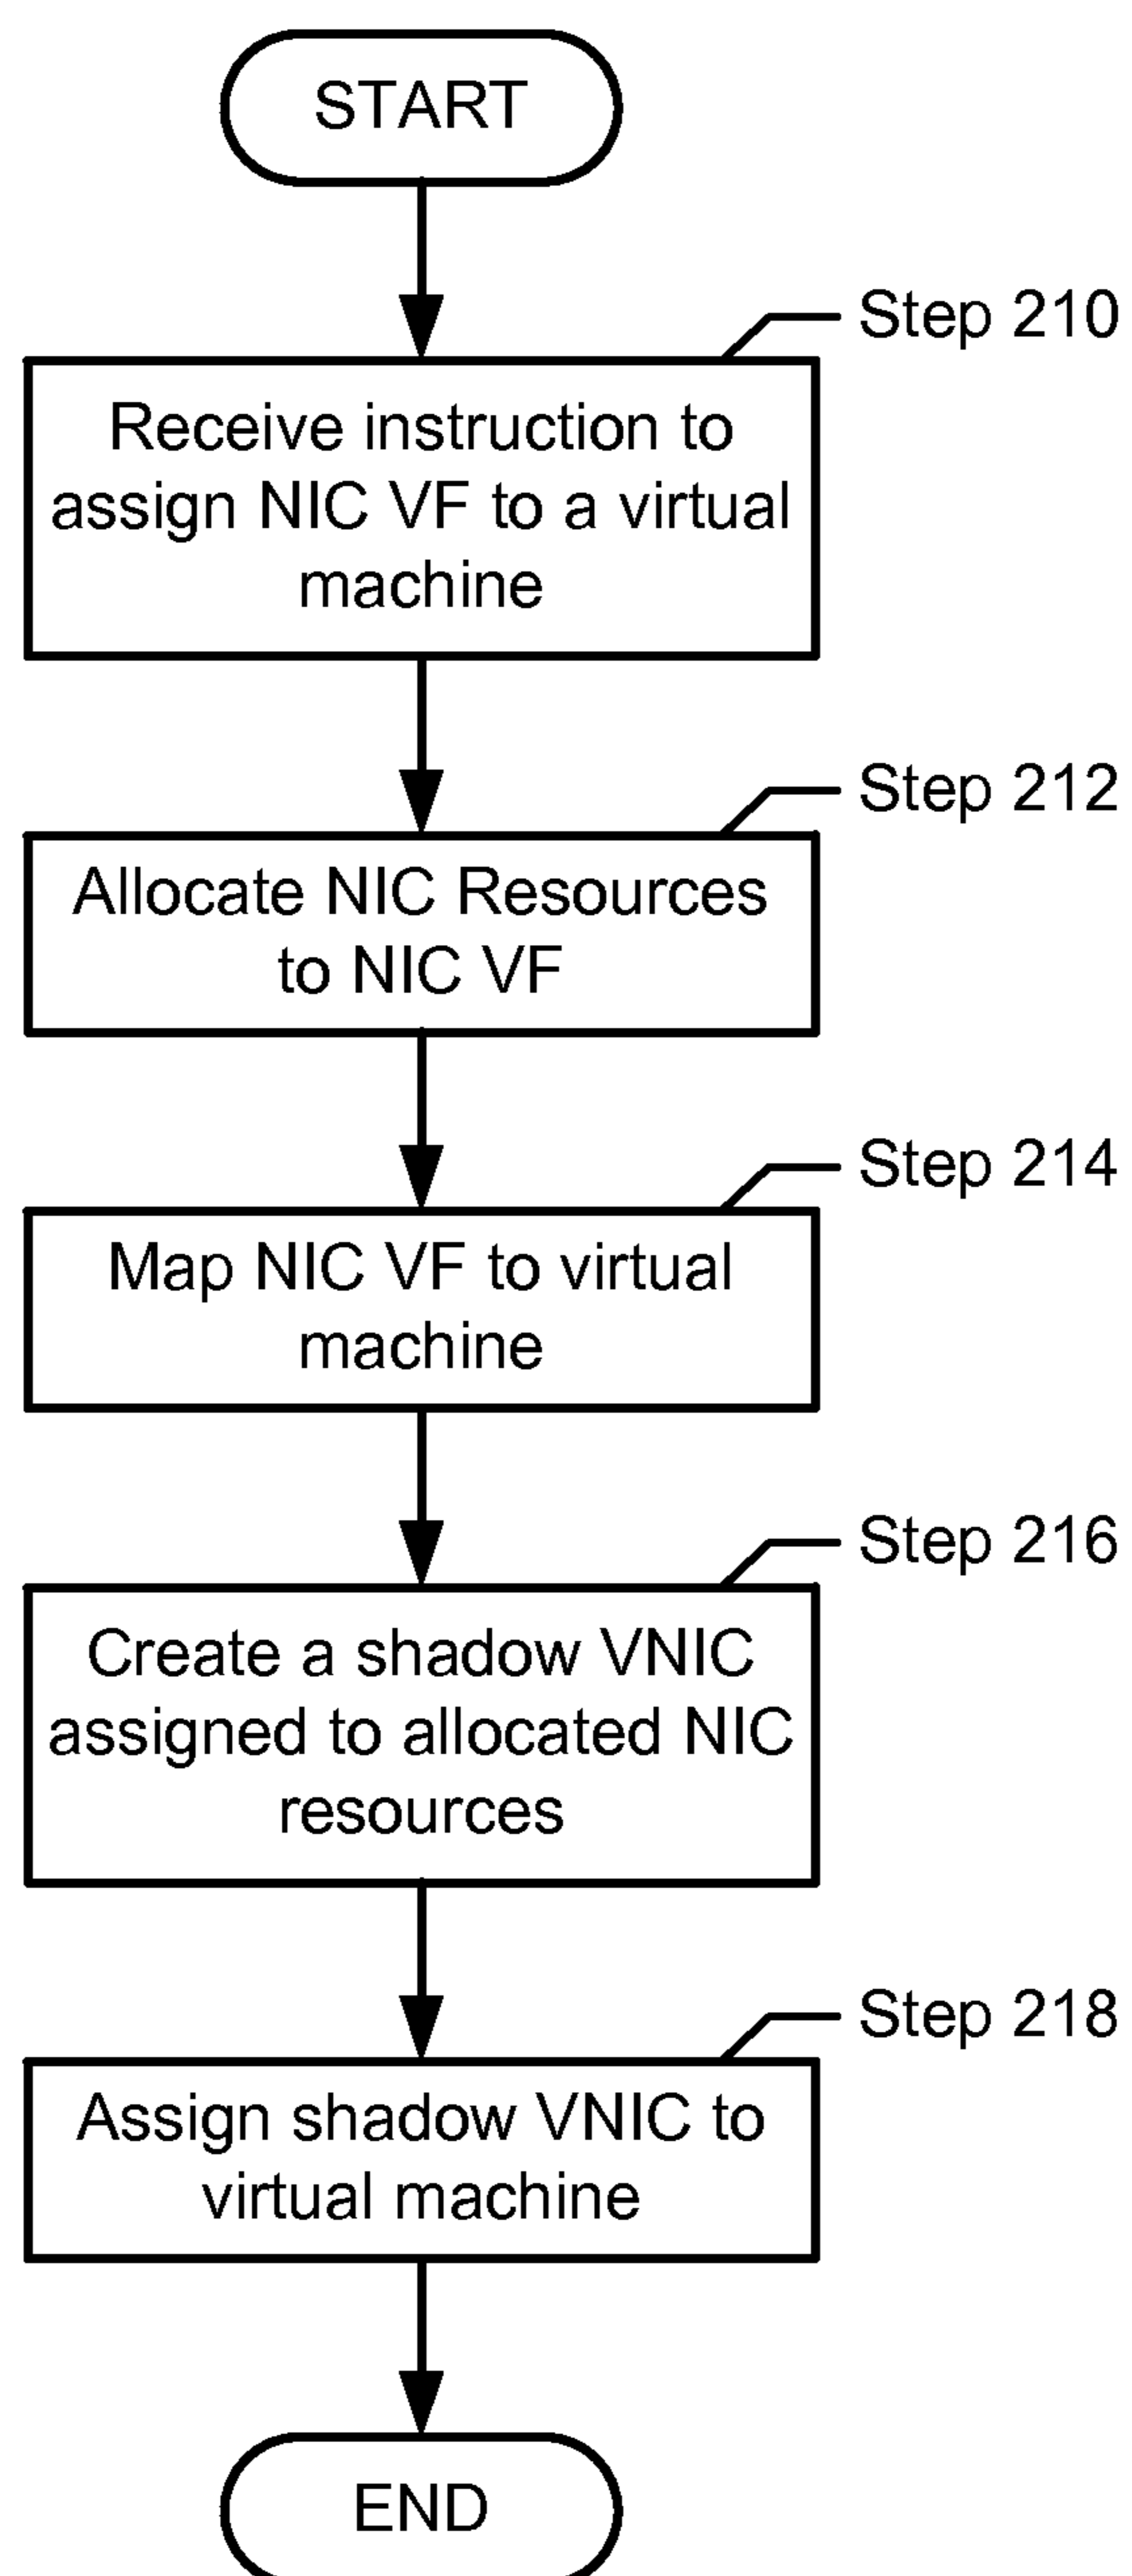 START
Step 210
Receive instruction to
assign NIC VF to a virtual
machine
Step 212
Allocate NIC Resources
to NIC VF
Step 214
Map NIC VF to virtual
machine
Step 216
Create a shadow VNIC
assigned to allocated NIC
resources
Step 218
Assign shadow VNIC to
virtual machine
END